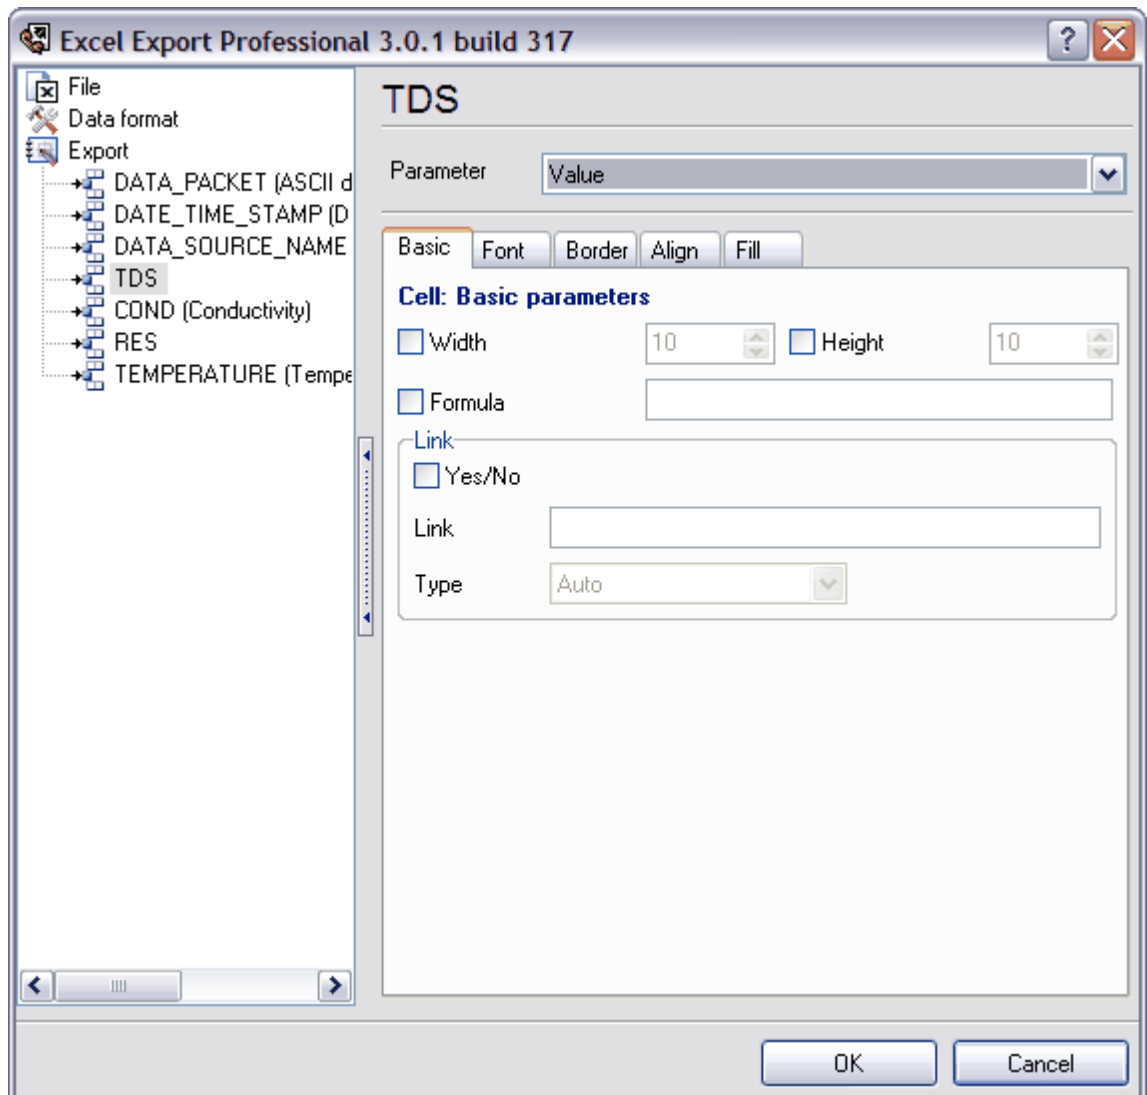 Excel Export Professional 3.0.1 build 317
File
Data format
Export
DATA_PACKET (ASCII d
DATE_TIME_STAMP (D
DATA_SOURCE_NAME
TDS
COND (Conductivity)
RES
TEMPERATURE (Tempe
TDS
Parameter Value
Basic Font Border Align Fill
Cell: Basic parameters
Width 10 Height 10
Formula
Link
Yes/No
Link
Type Auto
OK Cancel